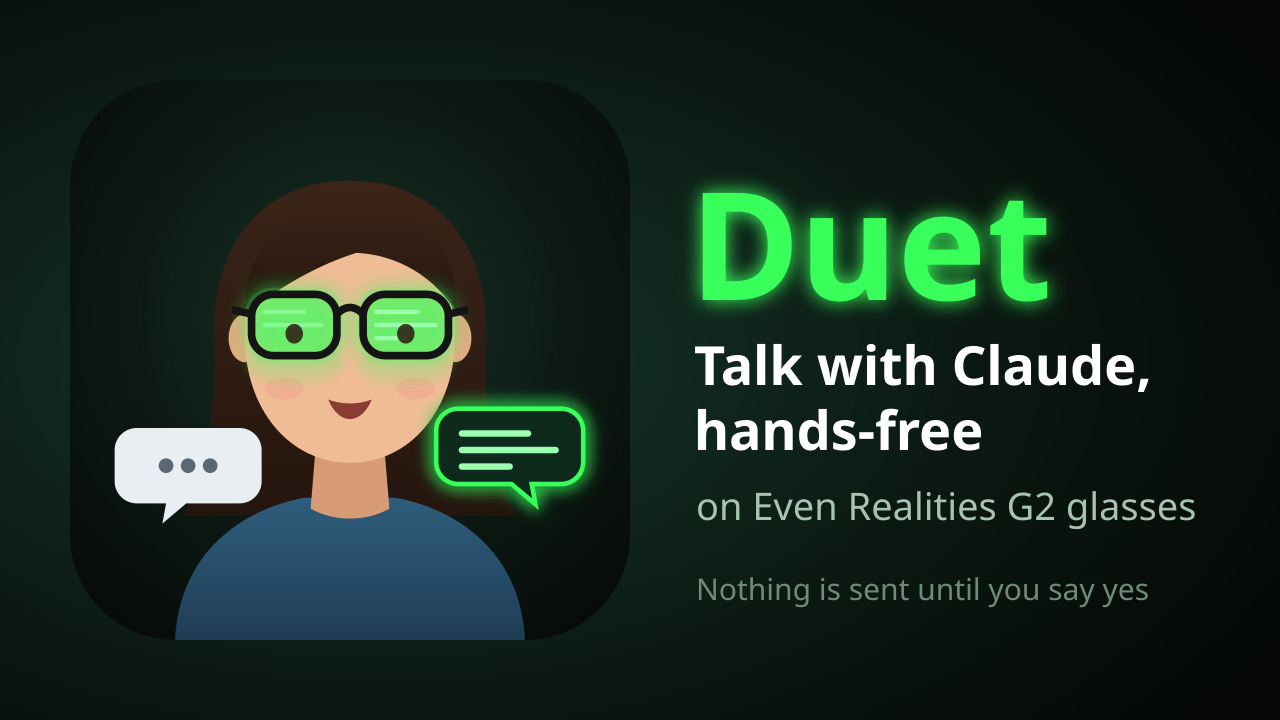 Duet
Talk with Claude,
hands-free
on Even Realities G2 glasses
Nothing is sent until you say yes